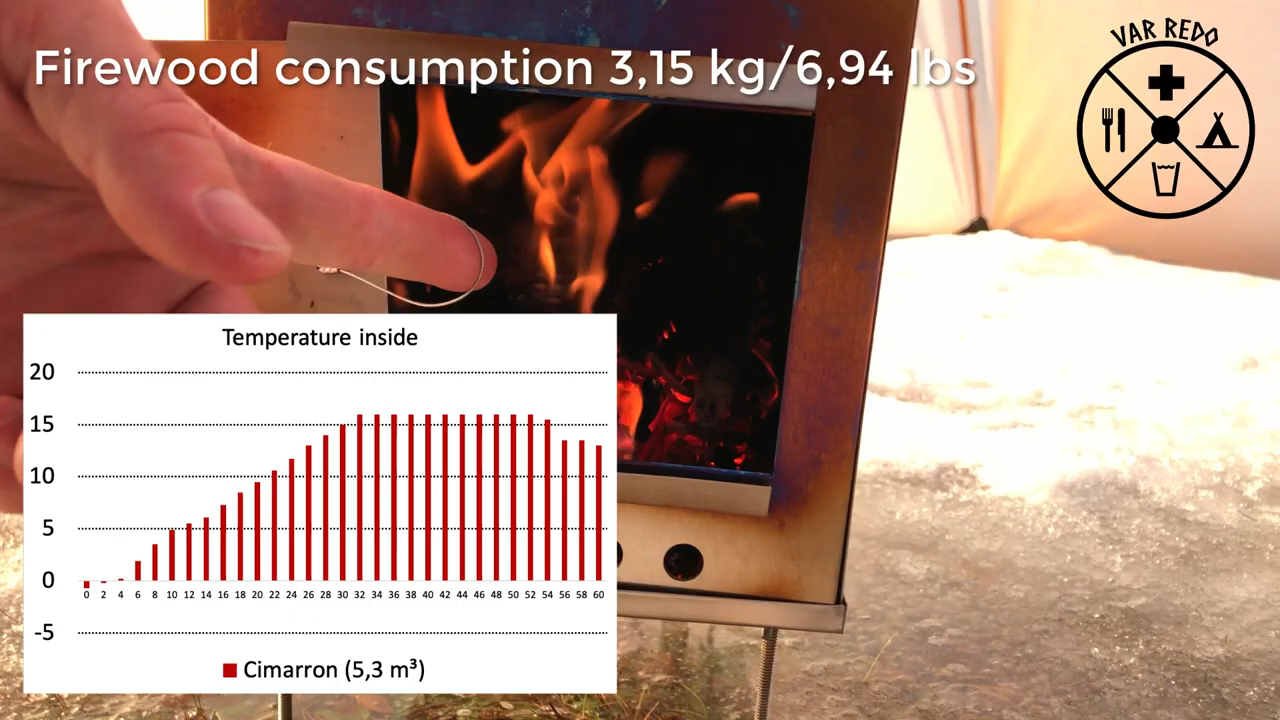 VAR REDO
Firewood consumption 3,15 kg/6,94 lbs
Temperature inside
20
15
10
5
0
0 2 4 6 8 10 12 14 16 18 20 22 24 26 28 30 32 34 36 38 40 42 44 46 48 50 52 54 56 58 60
-5
Cimarron (5,3 m³)